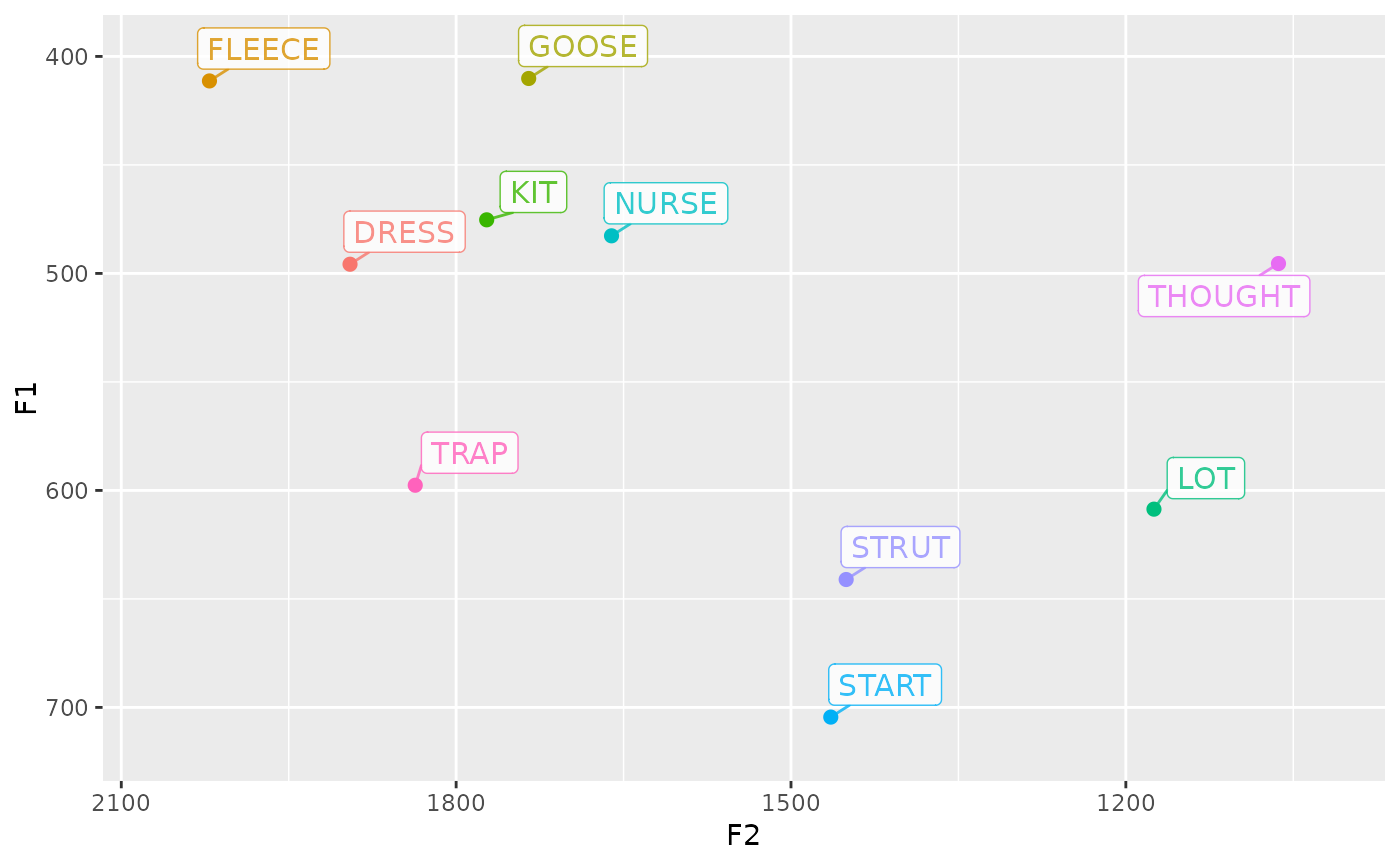 FLEECE
GOOSE
400
KIT
NURSE
DRESS
500
THOUGHT
F1
TRAP
LOT
600
STRUT
START
700
2100 1800 1500 1200
F2